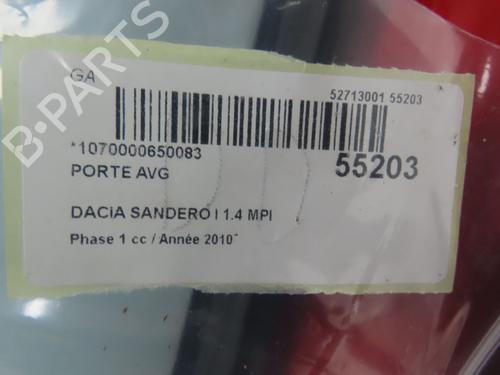 GA
52713001 55203
*1070000650083
55203
PORTE AVG
DACIA SANDERO I 1.4 MPI
Phase 1 cc / Année 2010*
B-PARTS